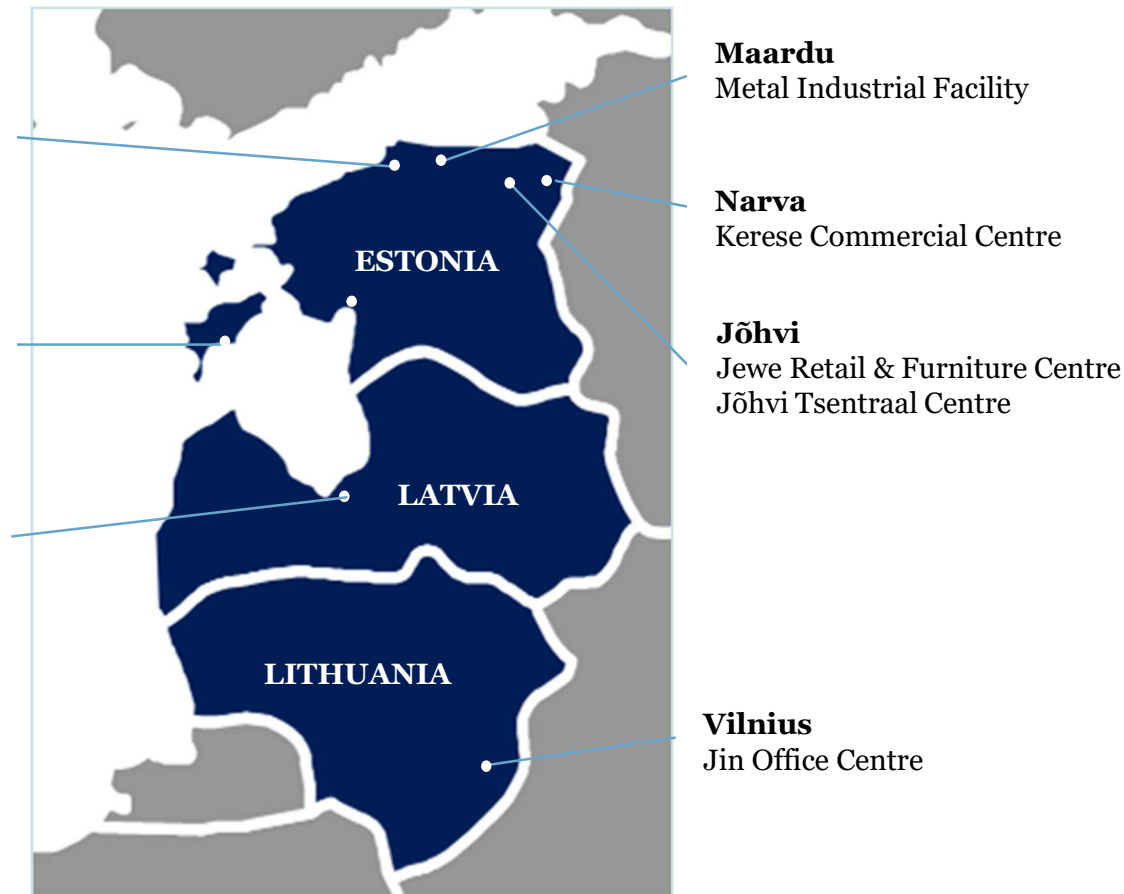 Maardu
Metal Industrial Facility
Narva
Kerese Commercial Centre
ESTONIA
Jõhvi
Jewe Retail & Furniture Centre
Jõhvi Tsentraal Centre
LATVIA
LITHUANIA
Vilnius
Jin Office Centre